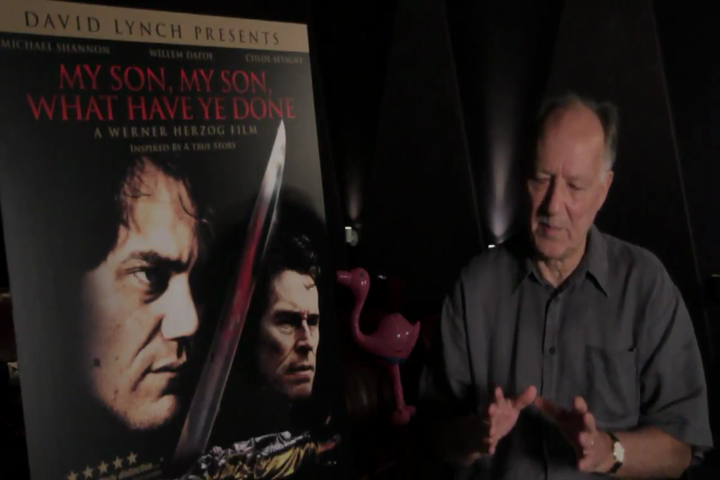 DAVID LYNCH PRESENTS
MICHAEL SHANNON WILLEM DAFOE CHLOE SEVIGNY
MY SON, MY SON,
WHAT HAVE YE DONE
A WERNER HERZOG FILM
INSPIRED BY A TRUE STORY